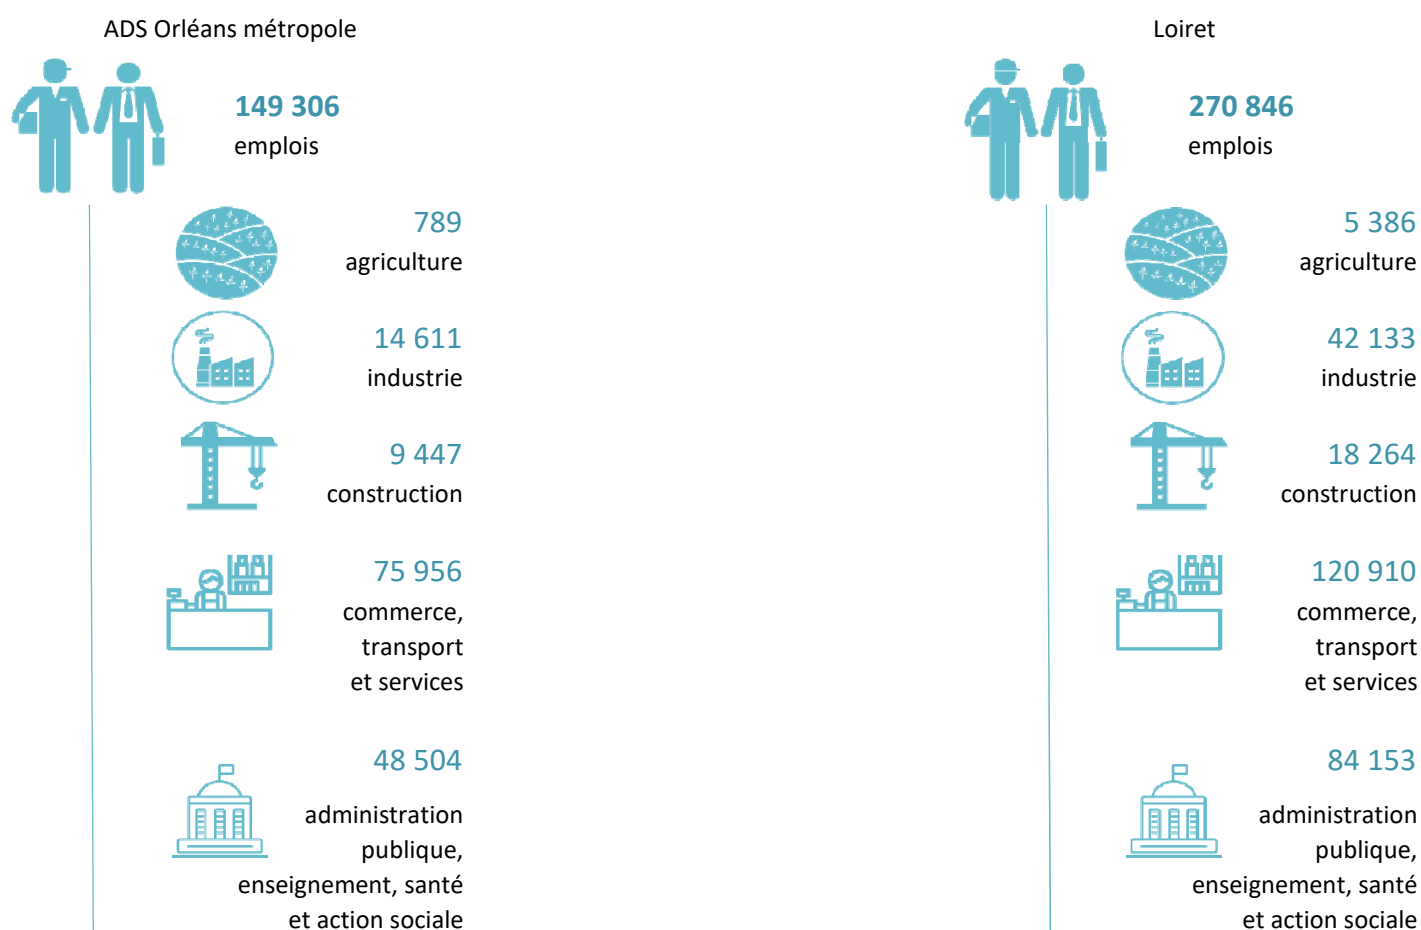 ADS Orléans métropole
149 306
emplois
789
agriculture
14 611
industrie
9 447
construction
75 956
commerce,
transport
et services
48 504
administration
publique,
enseignement, santé
et action sociale
Loiret
270 846
emplois
5 386
agriculture
42 133
industrie
18 264
construction
120 910
commerce,
transport
et services
84 153
administration
publique,
enseignement, santé
et action sociale